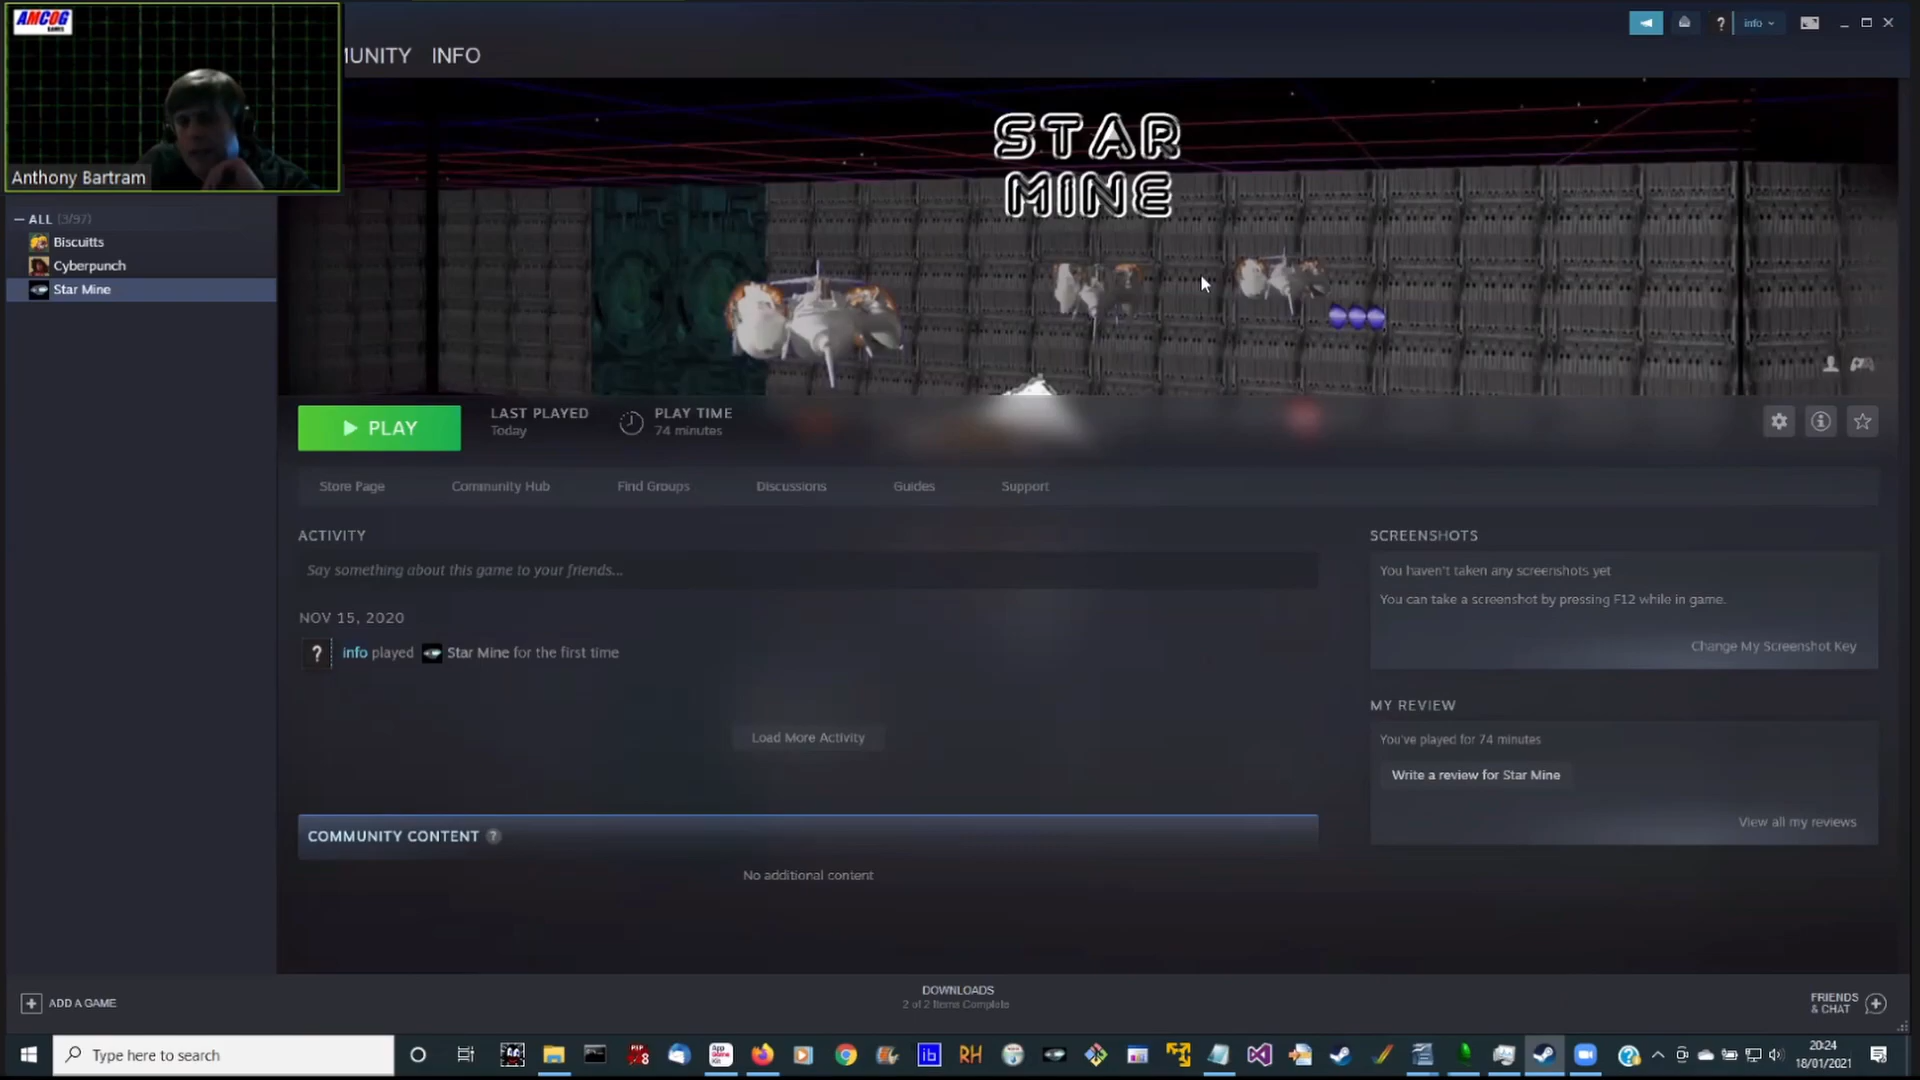 AMCOG
GAMES
Anthony Bartram
MUNITY INFO
info
STAR
MINE
— ALL (3/97)
Biscuitts
Cyberpunch
Star Mine
PLAY
LAST PLAYED
Today
PLAY TIME
74 minutes
Store Page Community Hub Find Groups Discussions Guides Support
ACTIVITY
Say something about this game to your friends...
NOV 15, 2020
? info played Star Mine for the first time
Load More Activity
COMMUNITY CONTENT ?
No additional content
SCREENSHOTS
You haven't taken any screenshots yet
You can take a screenshot by pressing F12 while in game.
Change My Screenshot Key
MY REVIEW
You've played for 74 minutes
Write a review for Star Mine
View all my reviews
ADD A GAME
DOWNLOADS
2 of 2 Items Complete
FRIENDS
& CHAT
Type here to search
App
Game
Kit
ib
RH
20:24
18/01/2021